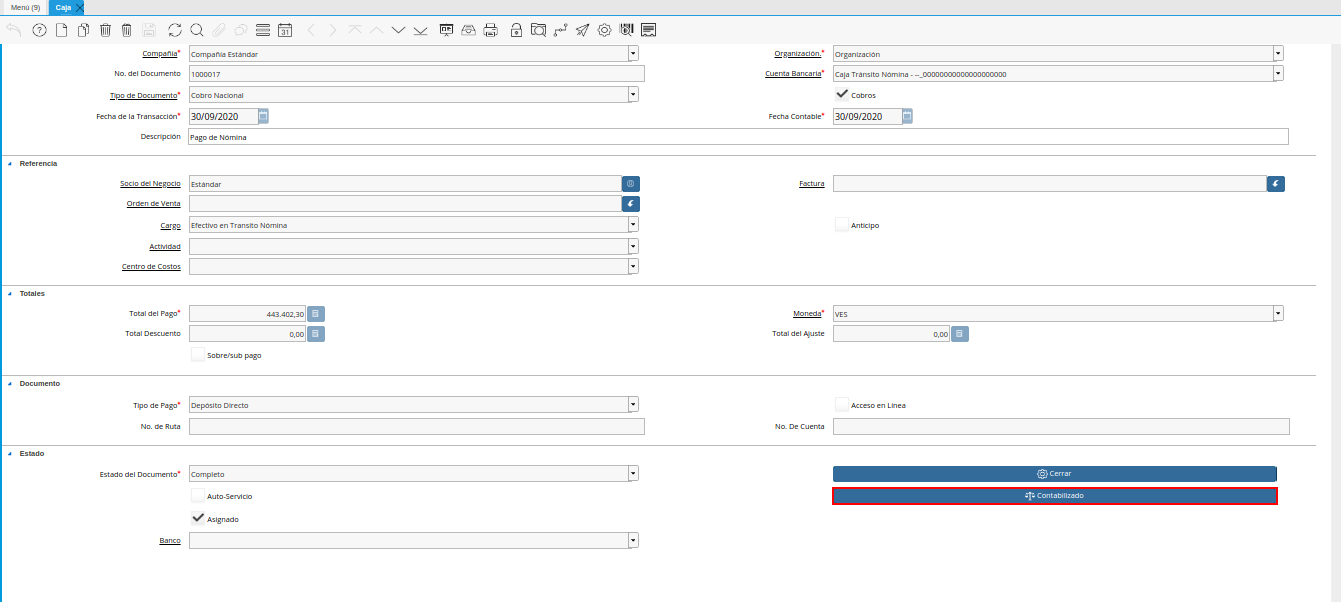 Menú (9) Caja
31
Compañía* Compañía Estándar Organización.* Organización
No. del Documento 1000017 Cuenta Bancaria* Caja Tránsito Nómina - --_00000000000000000000
Tipo de Documento* Cobro Nacional Cobros
Fecha de la Transacción* 30/09/2020 Fecha Contable* 30/09/2020
Descripción Pago de Nómina
Referencia
Socio del Negocio Estándar Factura
Orden de Venta
Cargo Efectivo en Transito Nómina Anticipo
Actividad
Centro de Costos
Totales
Total del Pago* 443.402,30 Moneda* VES
Total Descuento 0,00 Total del Ajuste 0,00
Sobre/sub pago
Documento
Tipo de Pago* Depósito Directo Acceso en Línea
No. de Ruta No. De Cuenta
Estado
Estado del Documento* Completo Cerrar
Auto-Servicio Contabilizado
Asignado
Banco